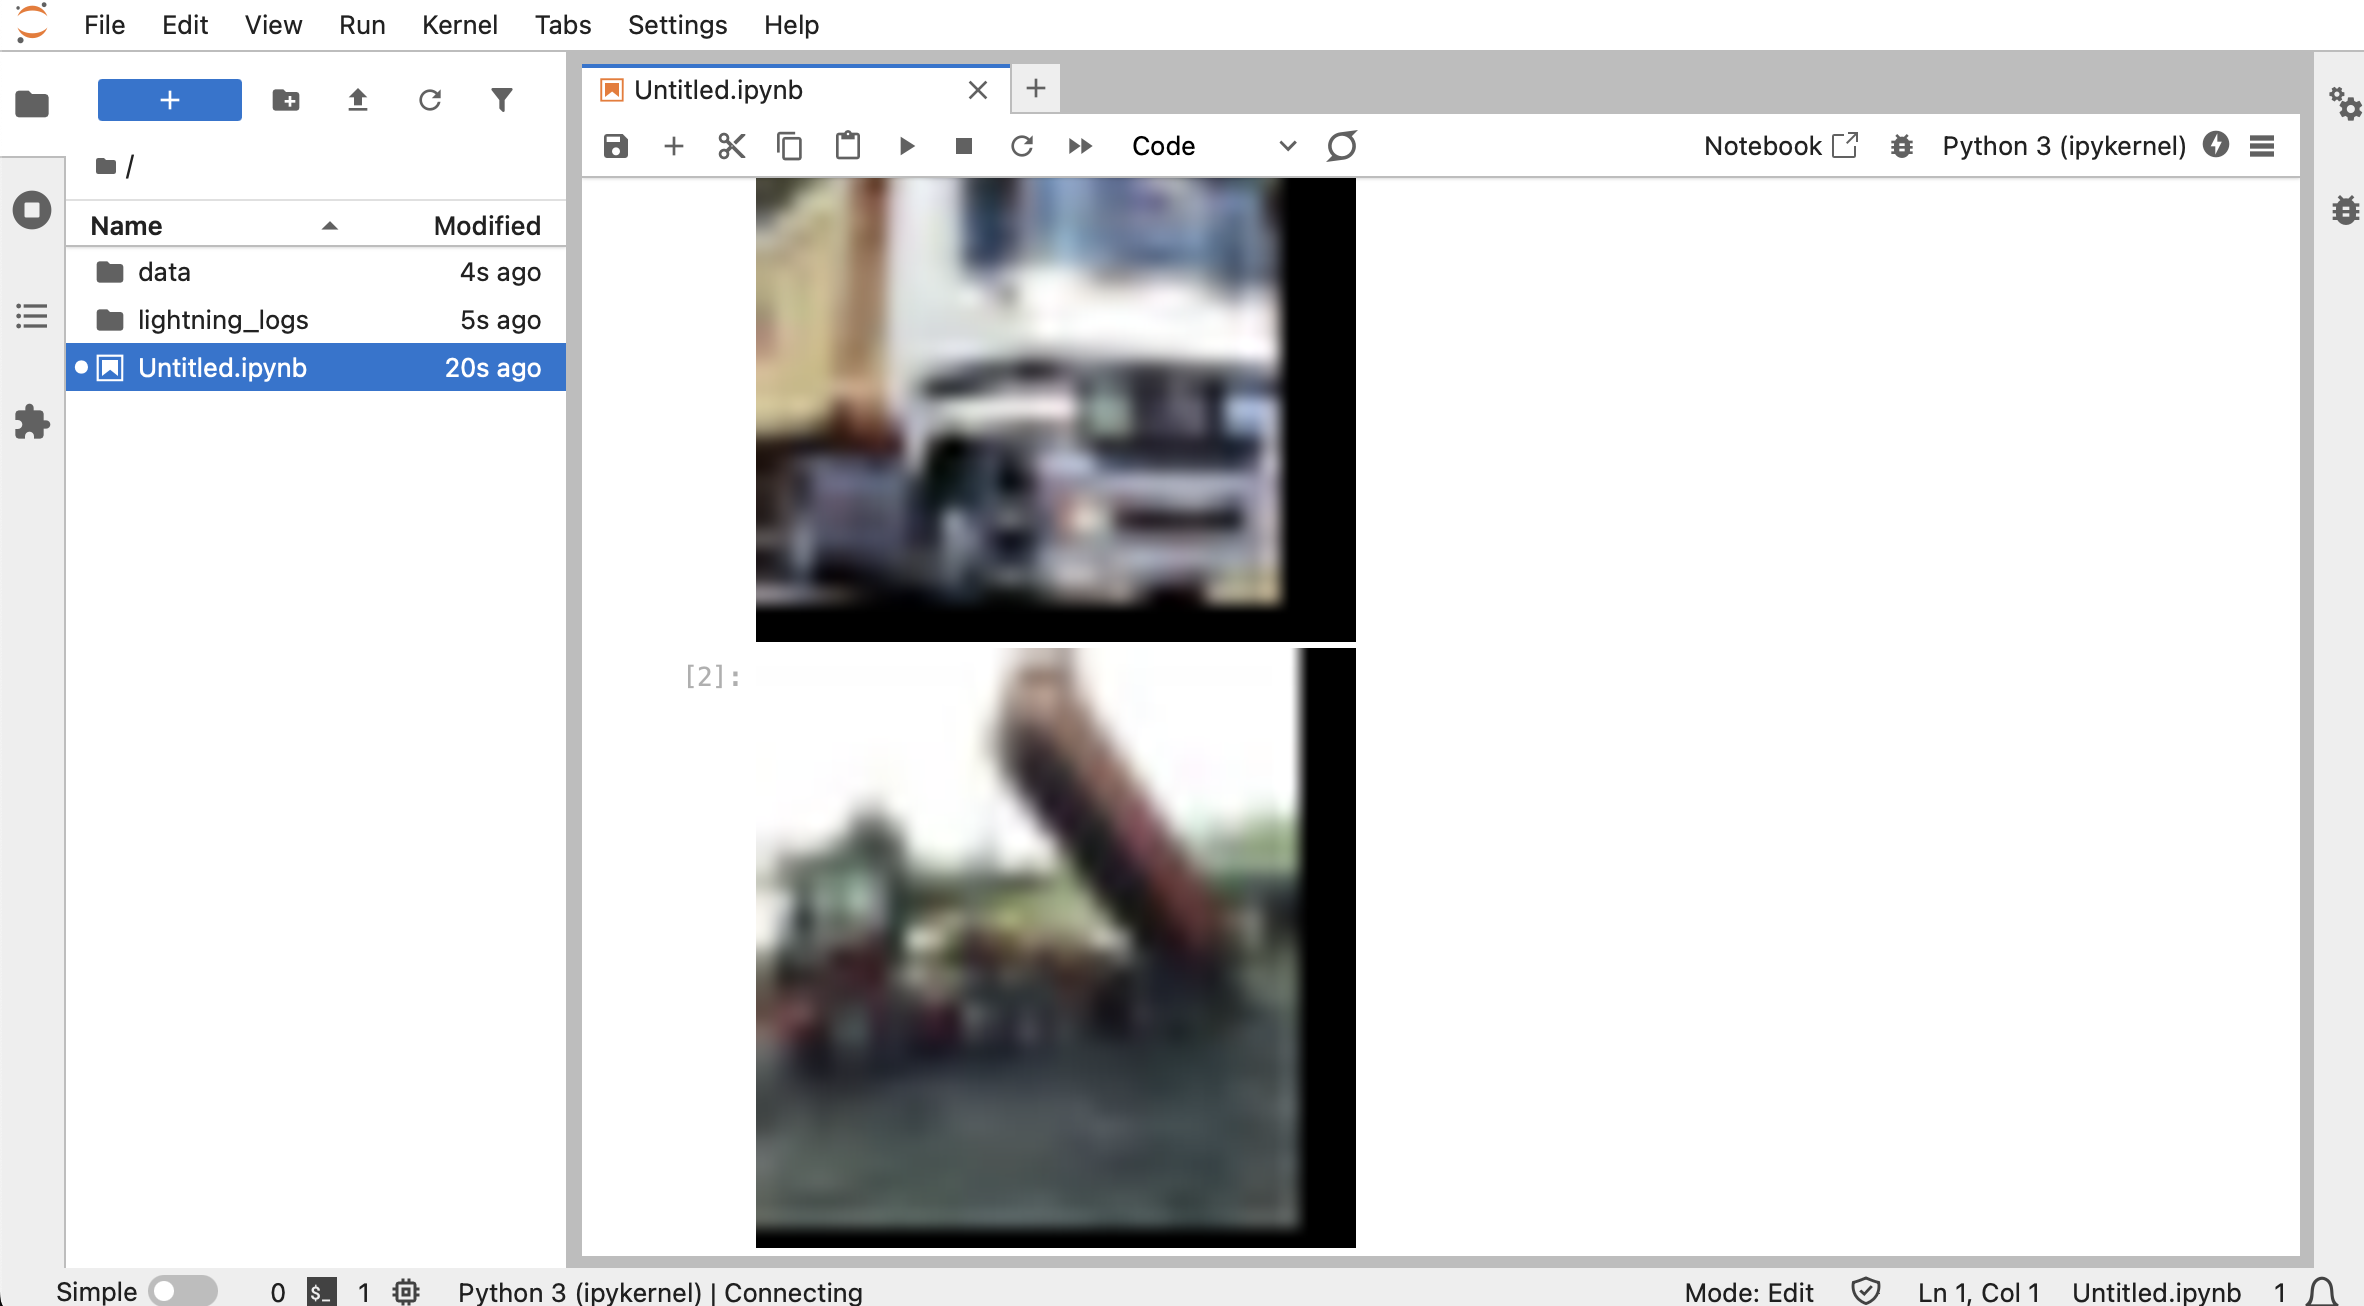 File Edit View Run Kernel Tabs Settings Help
Untitled.ipynb
Code
Notebook
Python 3 (ipykernel)
/
Name Modified
data 4s ago
lightning_logs 5s ago
Untitled.ipynb 20s ago
[2]:
Simple 0 $_ 1 Python 3 (ipykernel) | Connecting Mode: Edit Ln 1, Col 1 Untitled.ipynb 1